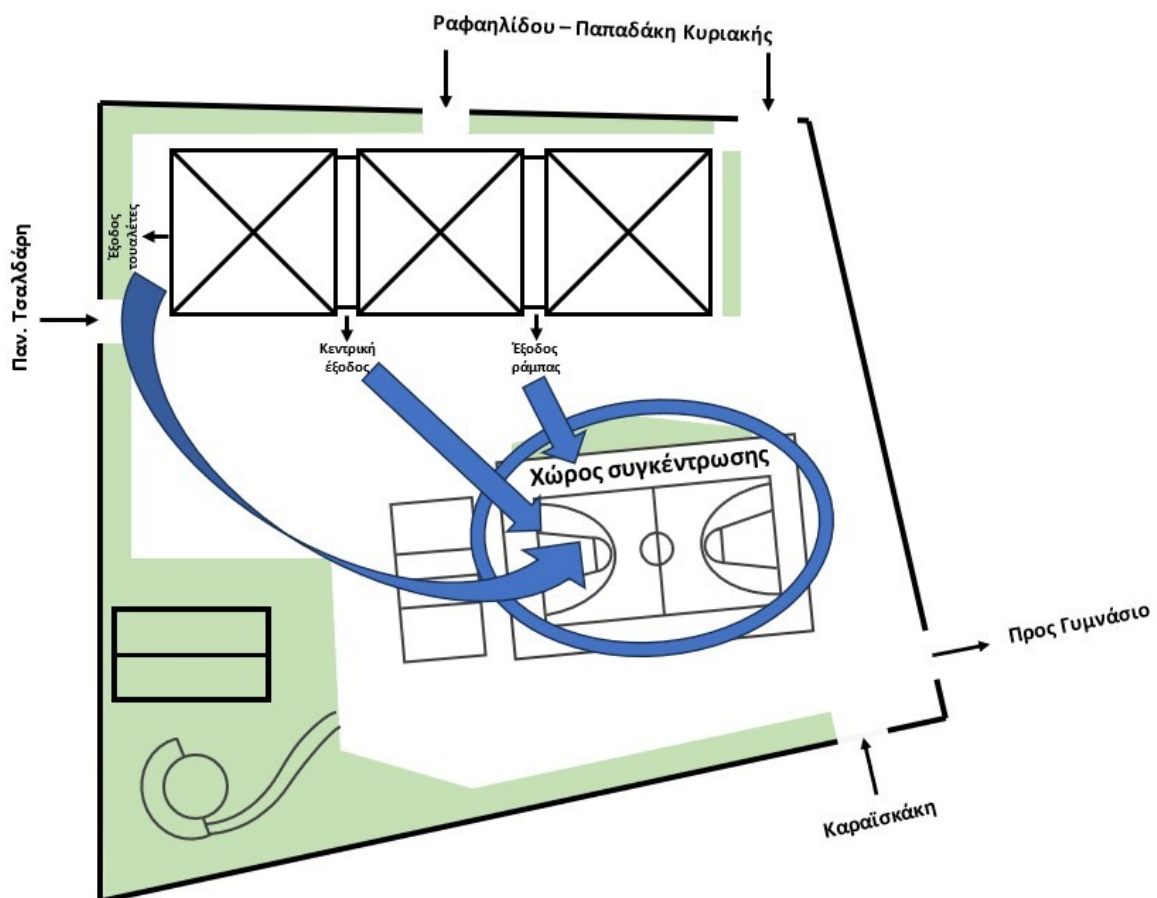 Ραφαηλίδου – Παπαδάκη Κυριακής
Έξοδος
τουαλέτες
Παν. Τσαλδάρη
Κεντρική
έξοδος
Έξοδος
ράμπας
Χώρος συγκέντρωσης
Προς Γυμνάσιο
Καραϊσκάκη